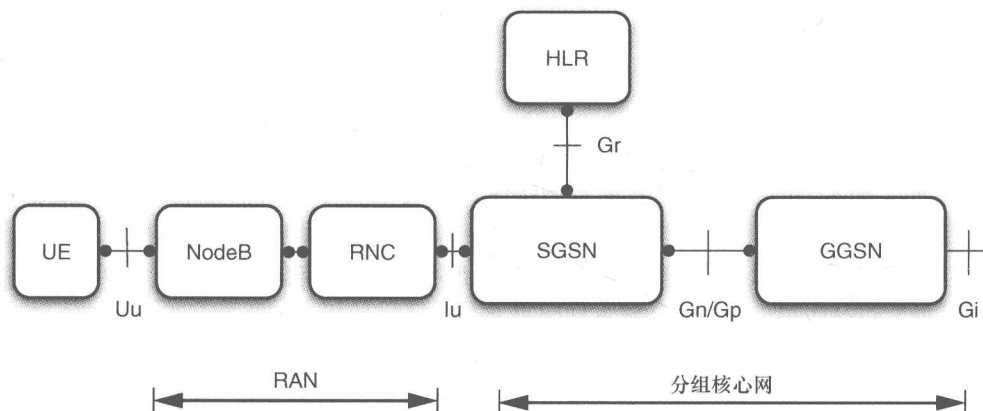 HLR
Gr
UE
NodeB
RNC
SGSN
GGSN
Uu
Iu
Gn/Gp
Gi
RAN
分组核心网